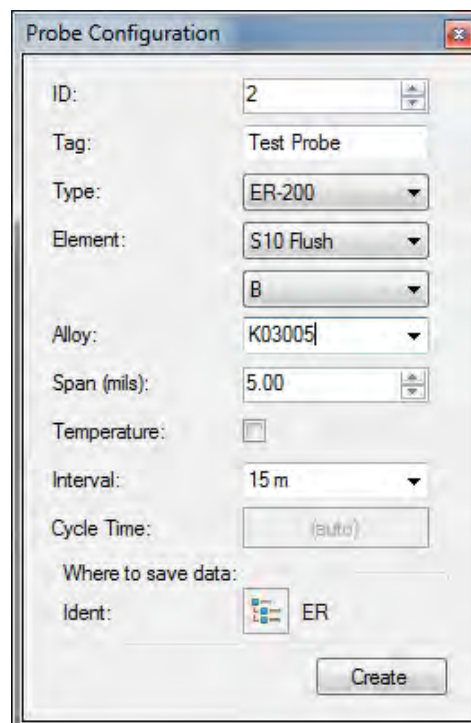 Probe Configuration
ID: 2
Tag: Test Probe
Type: ER-200
Element: S10 Flush
B
Alloy: K03005
Span (mils): 5.00
Temperature:
Interval: 15 m
Cycle Time: (auto)
Where to save data:
Ident: ER
Create